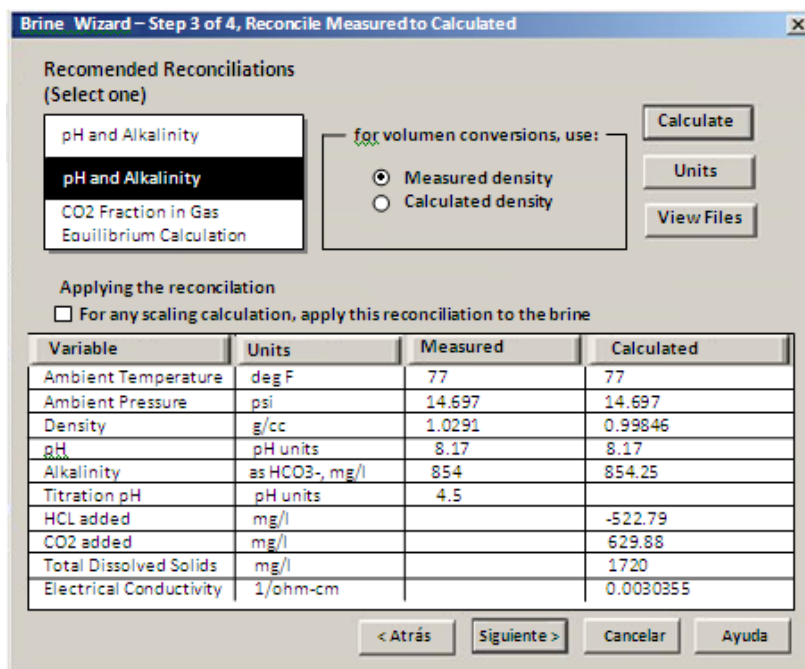 Brine Wizard – Step 3 of 4, Reconcile Measured to Calculated
Recomended Reconciliations
(Select one)
pH and Alkalinity
pH and Alkalinity
CO2 Fraction in Gas
Equilibrium Calculation
for volumen conversions, use:
Measured density
Calculated density
Calculate
Units
View Files
Applying the reconcilation
For any scaling calculation, apply this reconciliation to the brine
Variable Units Measured Calculated
Ambient Temperature deg F 77 77
Ambient Pressure psi 14.697 14.697
Density g/cc 1.0291 0.99846
pH pH units 8.17 8.17
Alkalinity as HCO3-, mg/l 854 854.25
Titration pH pH units 4.5
HCL added mg/l -522.79
CO2 added mg/l 629.88
Total Dissolved Solids mg/l 1720
Electrical Conductivity 1/ohm-cm 0.0030355
< Atrás Siguiente > Cancelar Ayuda